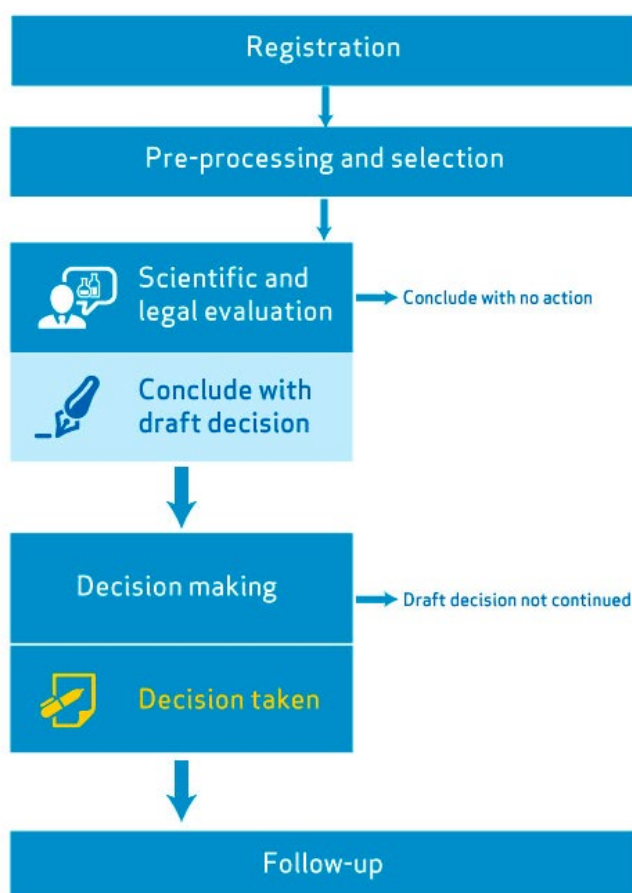 Registration
Pre-processing and selection
Scientific and
legal evaluation
Conclude with no action
Conclude with
draft decision
Decision making
Draft decision not continued
Decision taken
Follow-up